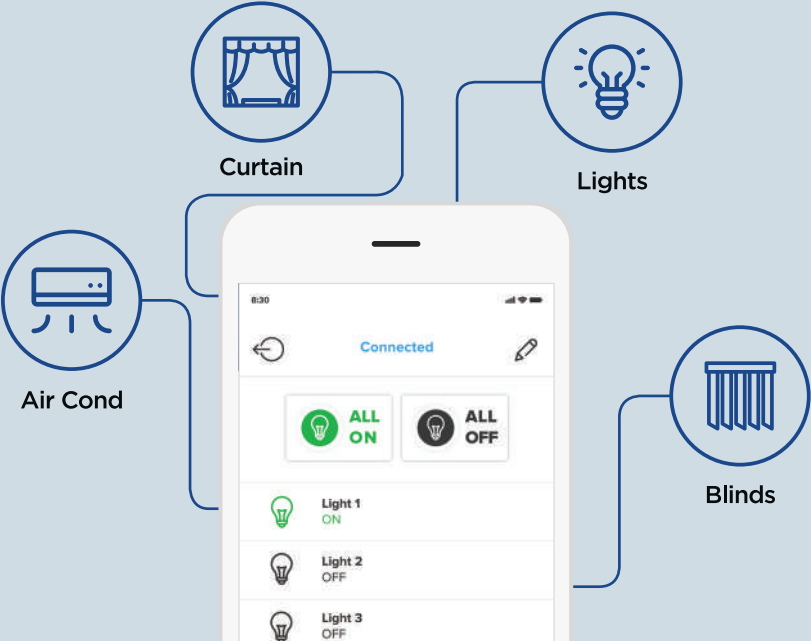 Curtain
Lights
Air Cond
Blinds
8:30
Connected
ALL
ON
ALL
OFF
Light 1
ON
Light 2
OFF
Light 3
OFF